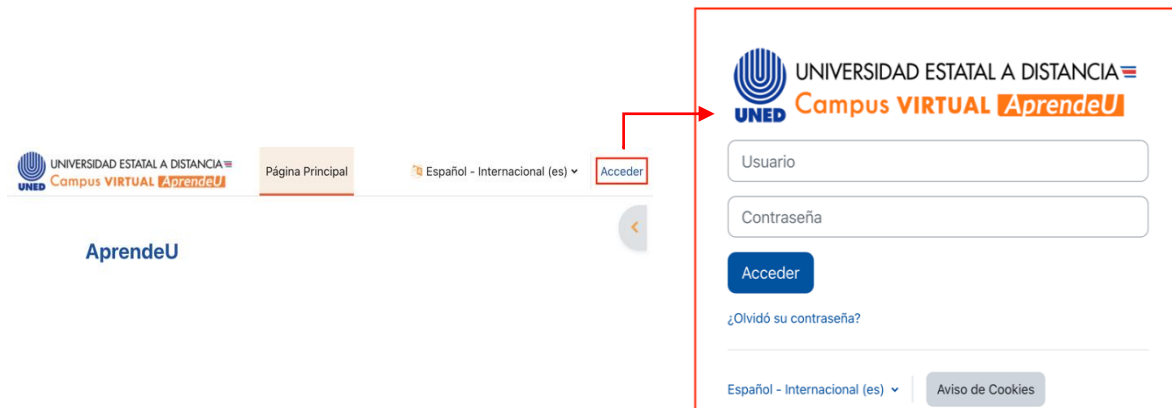 UNED
UNIVERSIDAD ESTATAL A DISTANCIA
Campus VIRTUAL AprendeU
Página Principal
Español - Internacional (es)
Acceder
AprendeU
UNED
UNIVERSIDAD ESTATAL A DISTANCIA
Campus VIRTUAL AprendeU
Usuario
Contraseña
Acceder
¿Olvidó su contraseña?
Español - Internacional (es)
Aviso de Cookies